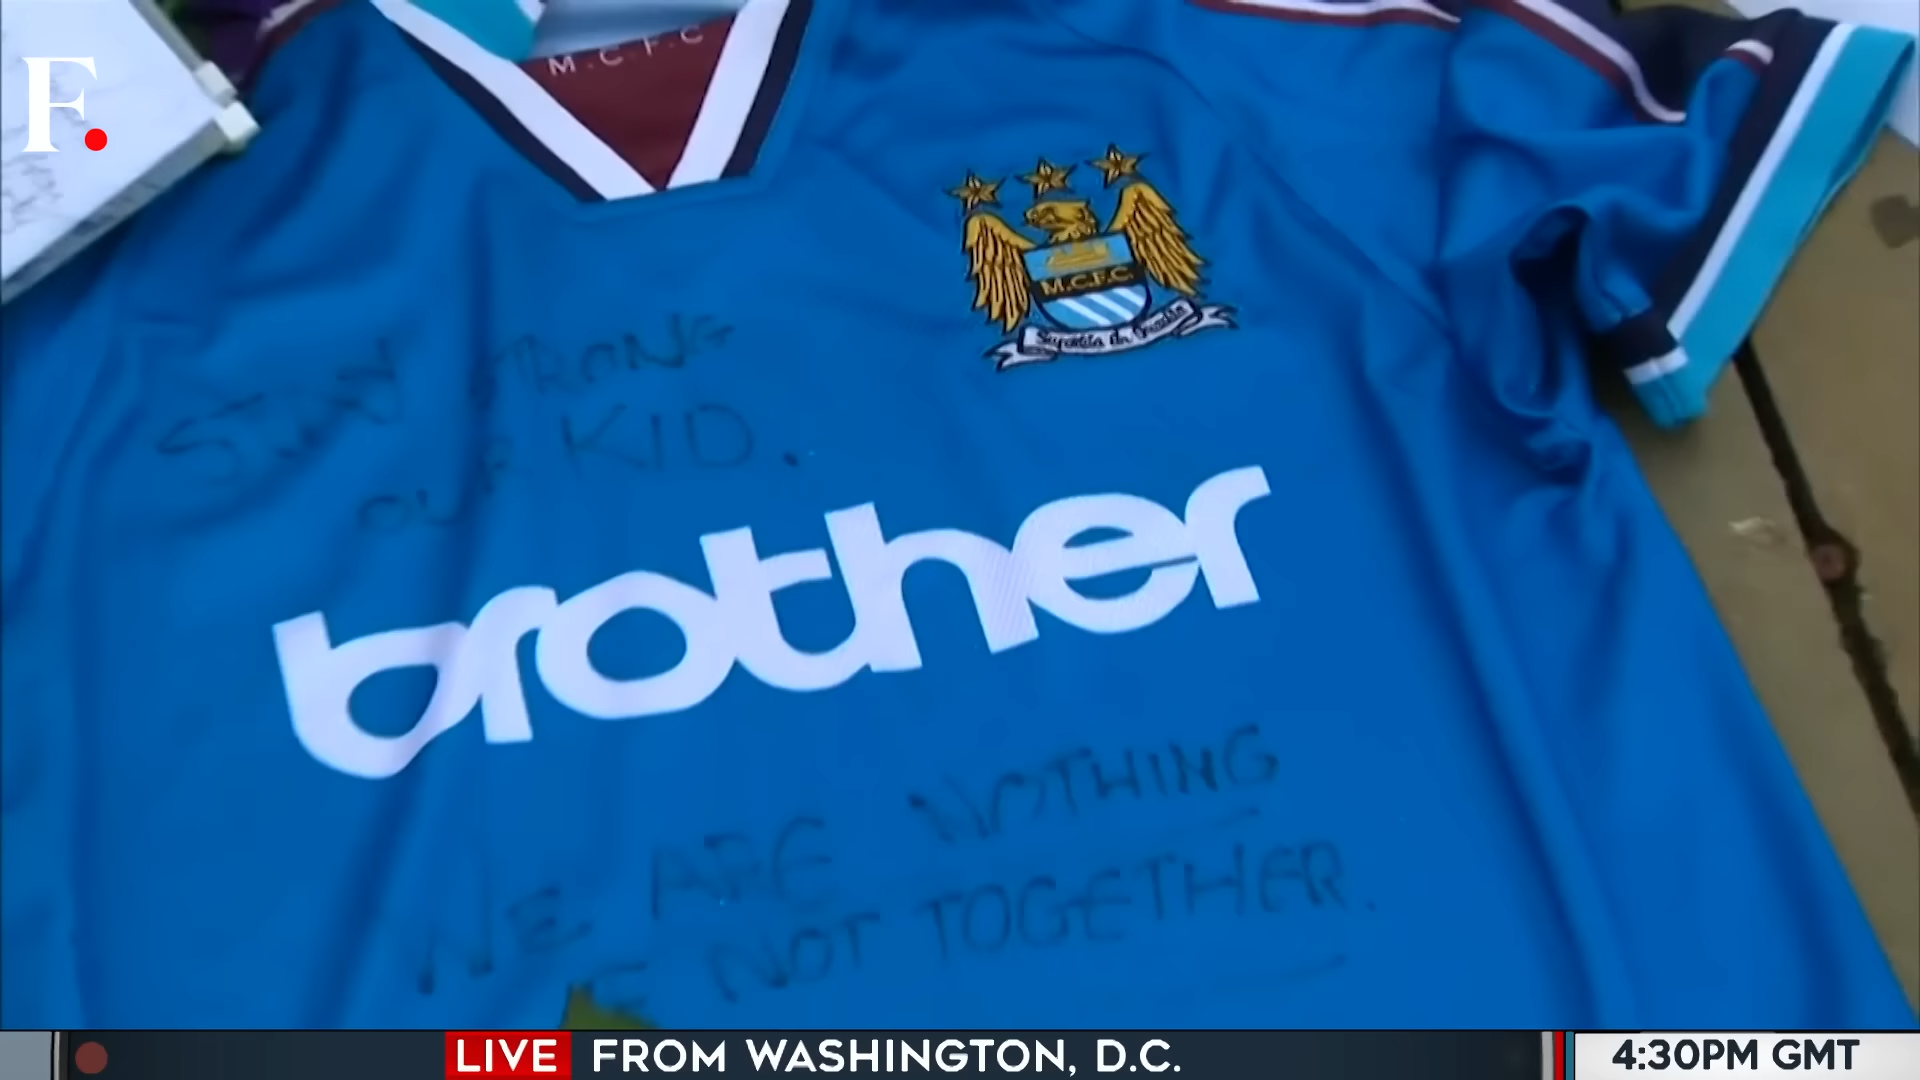 F.
M.C.F.C
M.C.F.C.
STAY STRONG
OUR KID.
brother
WE ARE NOTHING
IF NOT TOGETHER.
LIVE FROM WASHINGTON, D.C.
4:30PM GMT